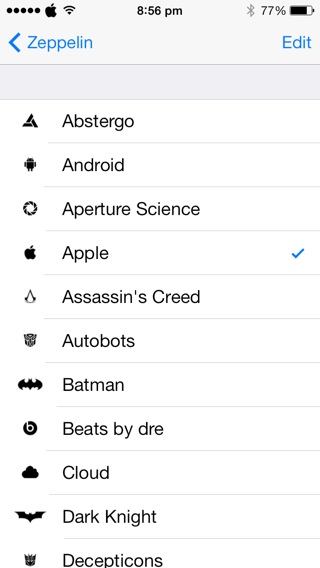 8:56 pm 77%
Zeppelin Edit
Abstergo
Android
Aperture Science
Apple
Assassin's Creed
Autobots
Batman
Beats by dre
Cloud
Dark Knight
Decepticons